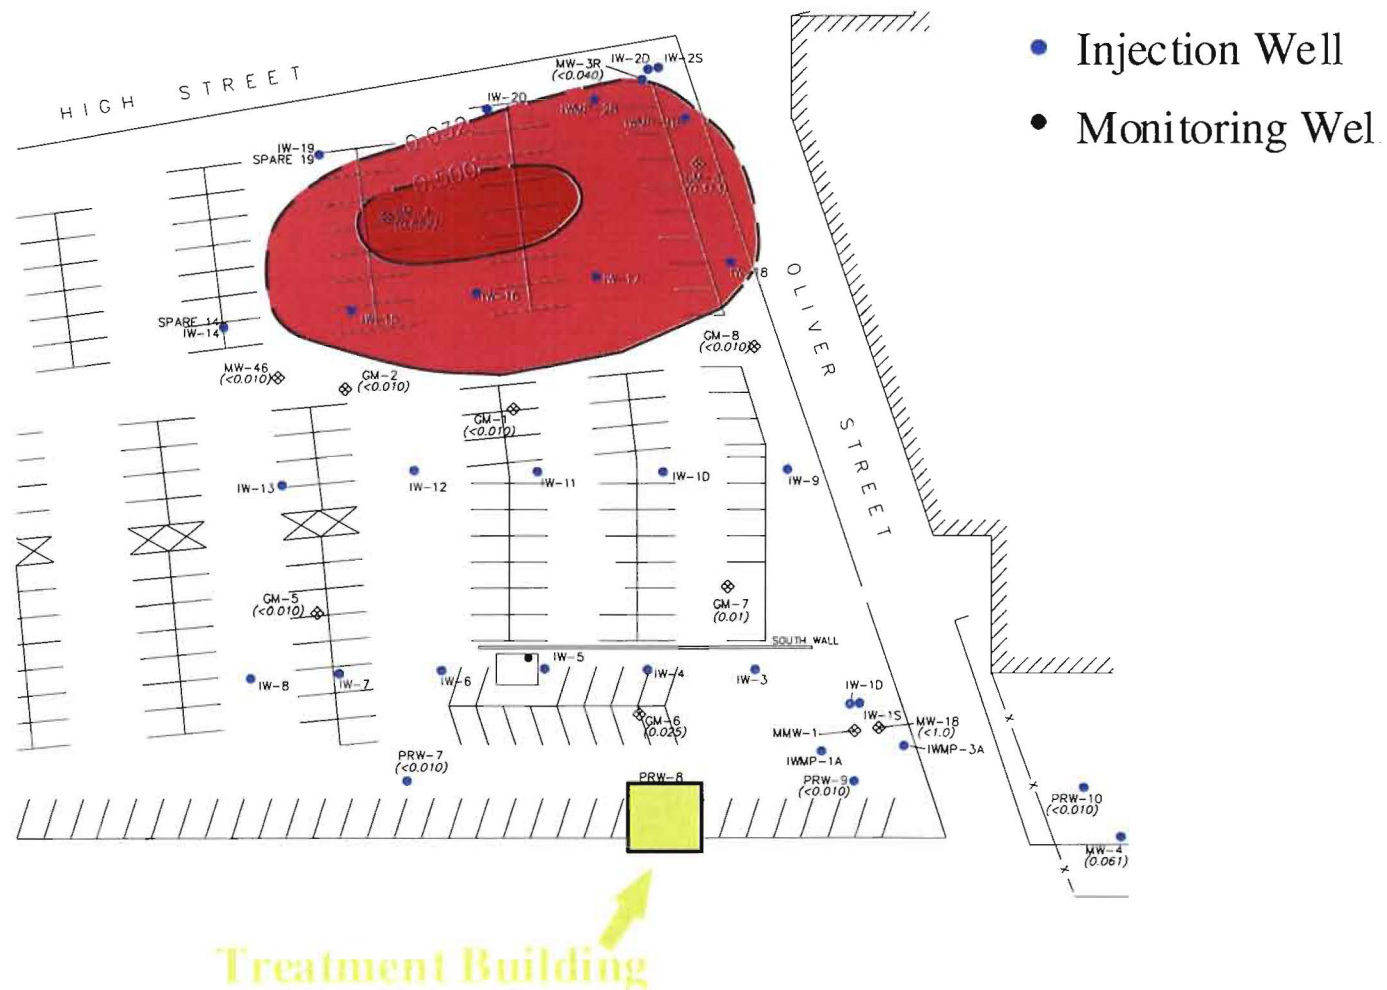 Injection Well
Monitoring Wel
HIGH STREET
MW-3R
(<0.040)
IW-2D
IW-2S
IW-20
0.032
IW-19
SPARE 19
0.500
IW-18
IW-17
IW-16
IW-15
SPARE 14
IW-14
OLIVER STREET
GM-8
(<0.010)
MW-46
(<0.010)
GM-2
(<0.010)
GM-1
(<0.010)
IW-13
IW-12
IW-11
IW-1D
IW-9
GM-5
(<0.010)
GM-7
(0.01)
SOUTH WALL
IW-8
IW-7
IW-6
IW-5
IW-4
IW-3
IW-1D
IW-1S
GM-6
(0.025)
MMW-1
MW-18
(<1.0)
IWMP-3A
IWMP-1A
PRW-7
(<0.010)
PRW-8
PRW-9
(<0.010)
PRW-10
(<0.010)
MW-4
(0.061)
Treatment Building